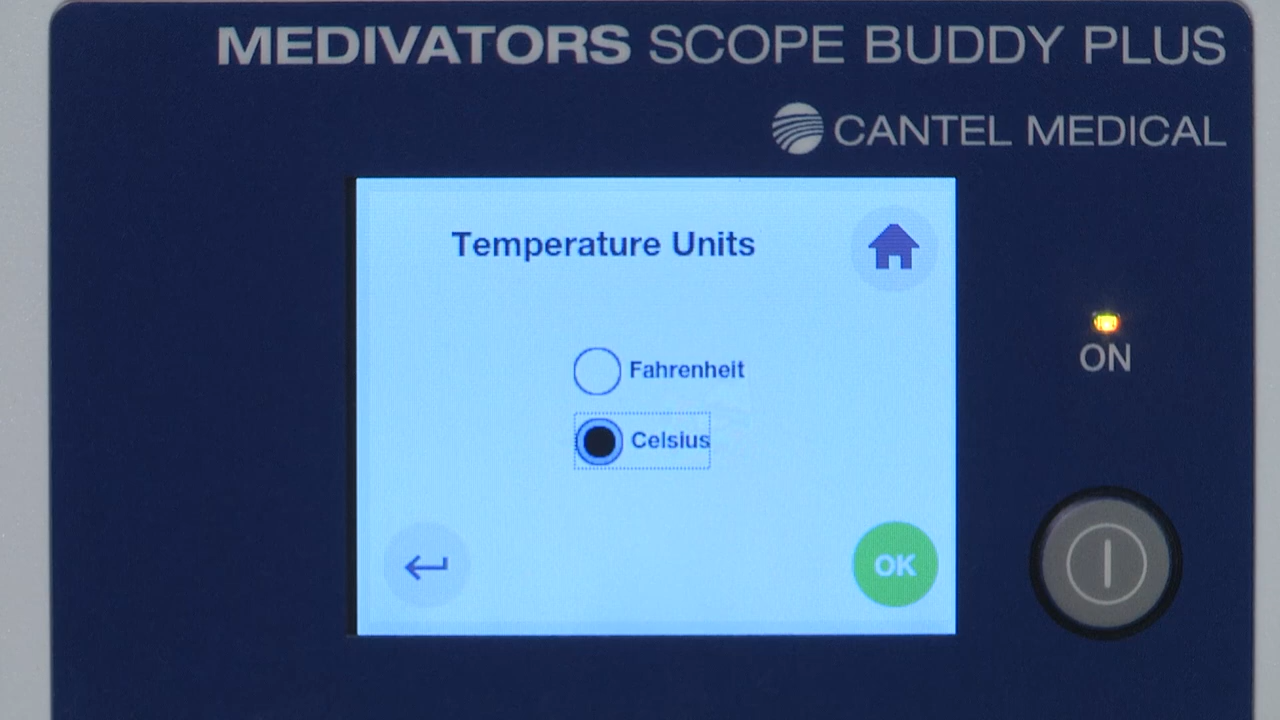 MEDIVATORS SCOPE BUDDY PLUS
CANTEL MEDICAL
Temperature Units
Fahrenheit
Celsius
ON
OK